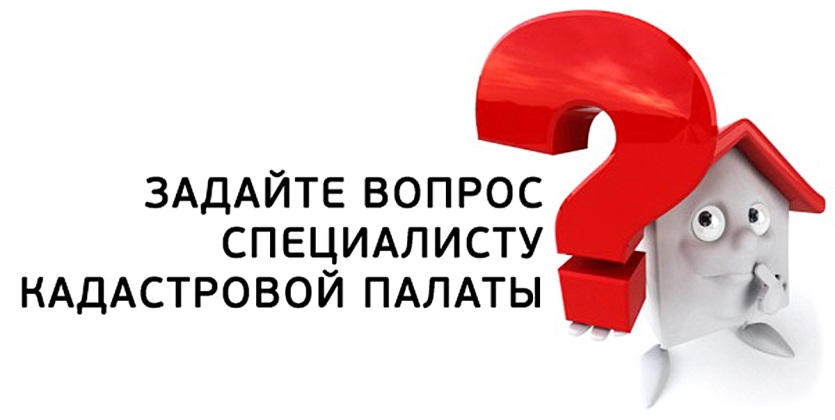 ЗАДАЙТЕ ВОПРОС
СПЕЦИАЛИСТУ
КАДАСТРОВОЙ ПАЛАТЫ